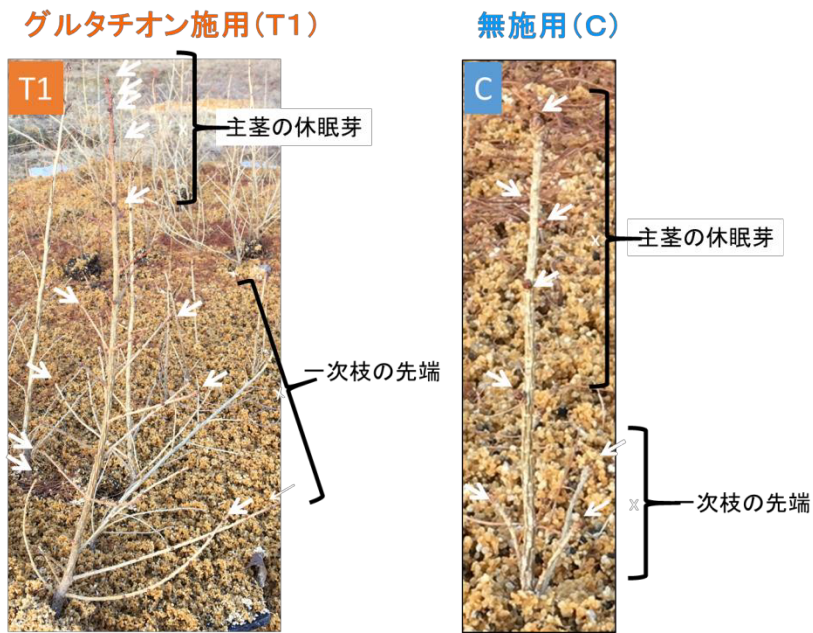 グルタチオン施用(T1)
無施用(C)
T1
主茎の休眠芽
一次枝の先端
C
主茎の休眠芽
x
一次枝の先端
x